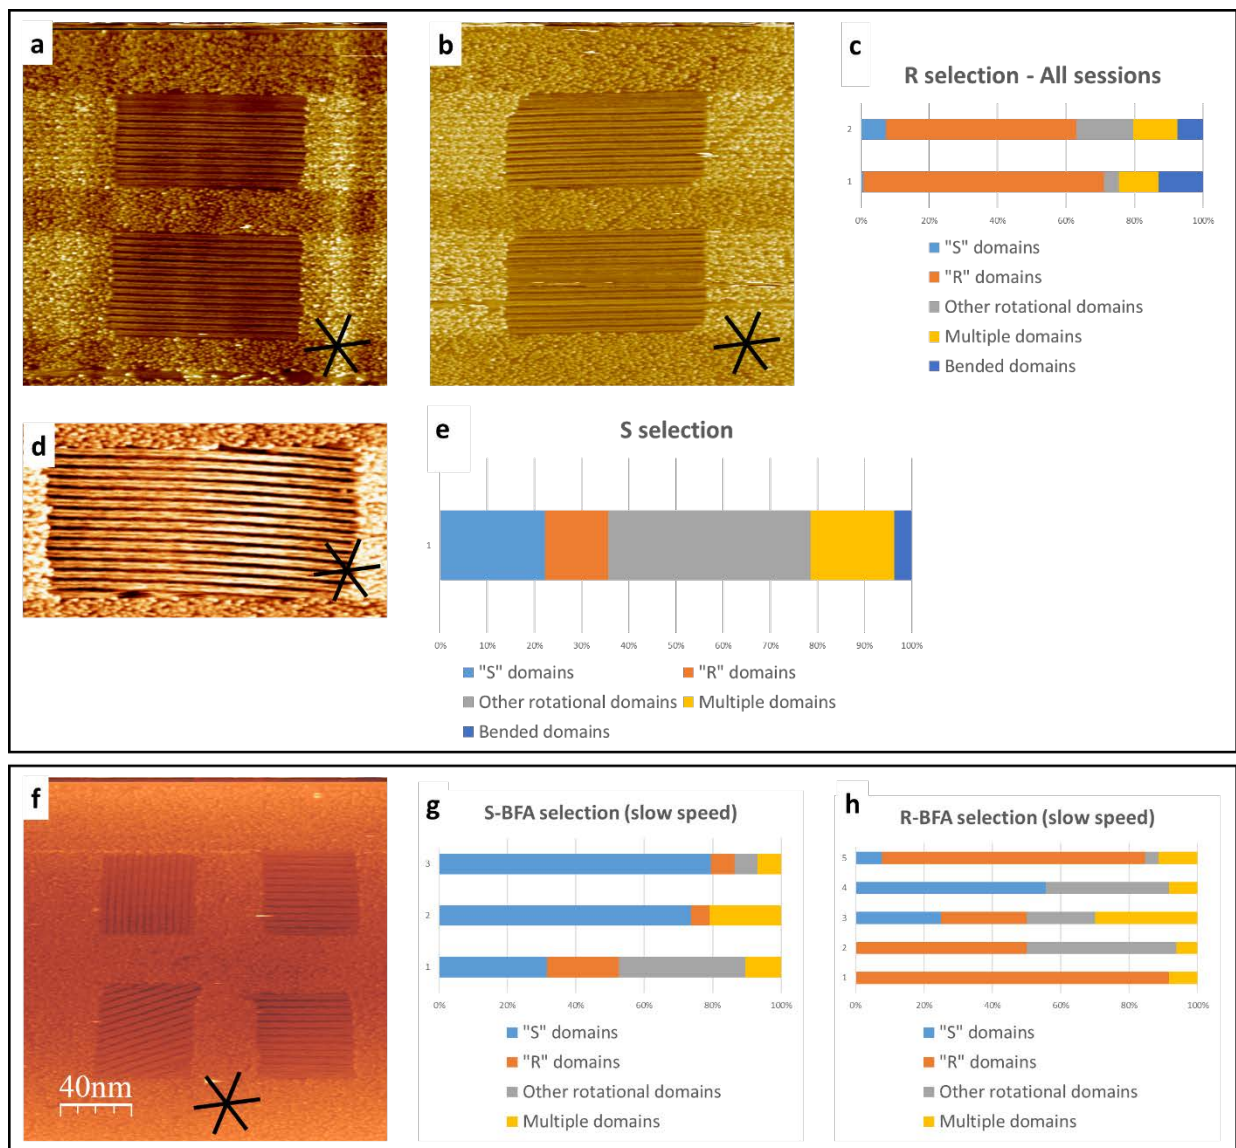 a
b
c
R selection - All sessions
2
1
0%
20%
40%
60%
80%
100%
"S" domains
"R" domains
Other rotational domains
Multiple domains
Bended domains
d
e
S selection
1
0%
10%
20%
30%
40%
50%
60%
70%
80%
90%
100%
"S" domains
"R" domains
Other rotational domains
Multiple domains
Bended domains
f
40nm
g
S-BFA selection (slow speed)
3
2
1
0%
20%
40%
60%
80%
100%
"S" domains
"R" domains
Other rotational domains
Multiple domains
h
R-BFA selection (slow speed)
5
4
3
2
1
0%
20%
40%
60%
80%
100%
"S" domains
"R" domains
Other rotational domains
Multiple domains